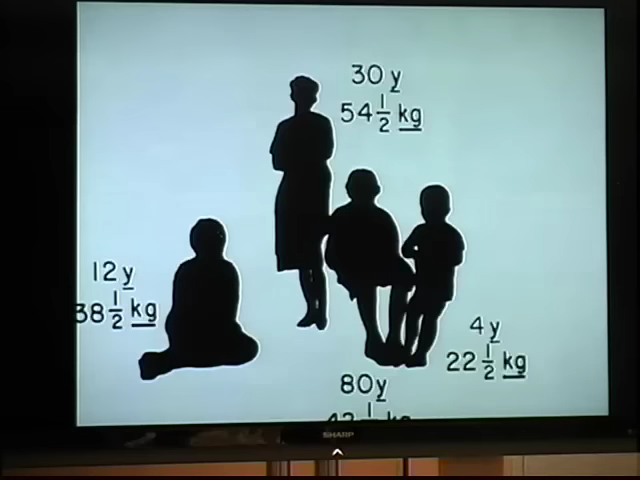 30 y
54 1/2 kg
12 y
38 1/2 kg
4 y
22 1/2 kg
80 y
SHARP